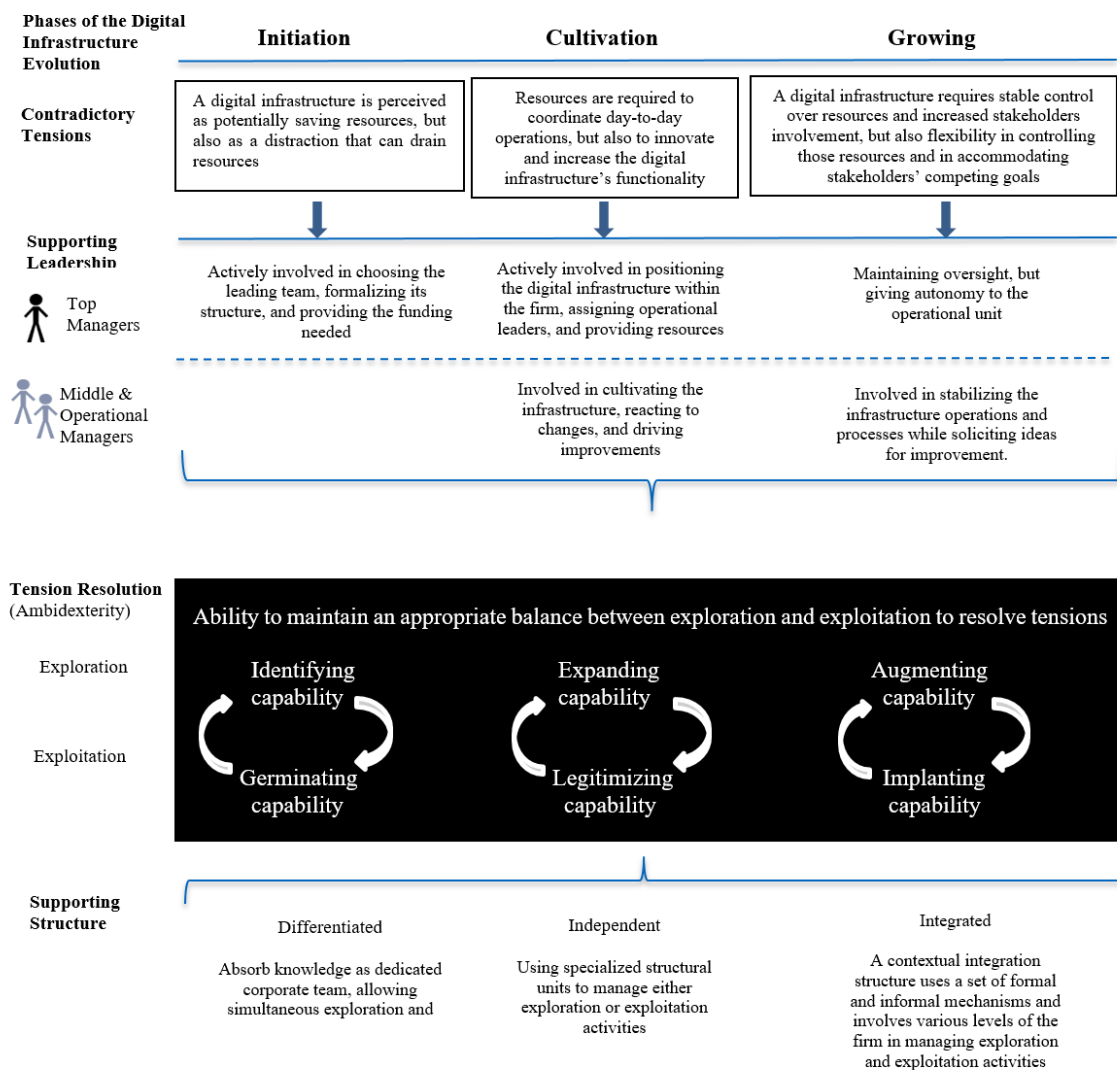 Phases of the Digital
Infrastructure
Evolution
Initiation
Cultivation
Growing
Contradictory
Tensions
A digital infrastructure is perceived
as potentially saving resources, but
also as a distraction that can drain
resources
Resources are required to
coordinate day-to-day
operations, but also to innovate
and increase the digital
infrastructure's functionality
A digital infrastructure requires stable control
over resources and increased stakeholders
involvement, but also flexibility in controlling
those resources and in accommodating
stakeholders' competing goals
Supporting
Leadership
Top
Managers
Actively involved in choosing the
leading team, formalizing its
structure, and providing the funding
needed
Actively involved in positioning
the digital infrastructure within
the firm, assigning operational
leaders, and providing resources
Maintaining oversight, but
giving autonomy to the
operational unit
Middle &
Operational
Managers
Involved in cultivating the
infrastructure, reacting to
changes, and driving
improvements
Involved in stabilizing the
infrastructure operations and
processes while soliciting ideas
for improvement.
Tension Resolution
(Ambidexterity)
Ability to maintain an appropriate balance between exploration and exploitation to resolve tensions
Exploration
Identifying
capability
Expanding
capability
Augmenting
capability
Exploitation
Germinating
capability
Legitimizing
capability
Implanting
capability
Supporting
Structure
Differentiated
Absorb knowledge as dedicated
corporate team, allowing
simultaneous exploration and
Independent
Using specialized structural
units to manage either
exploration or exploitation
activities
Integrated
A contextual integration
structure uses a set of formal
and informal mechanisms and
involves various levels of the
firm in managing exploration
and exploitation activities